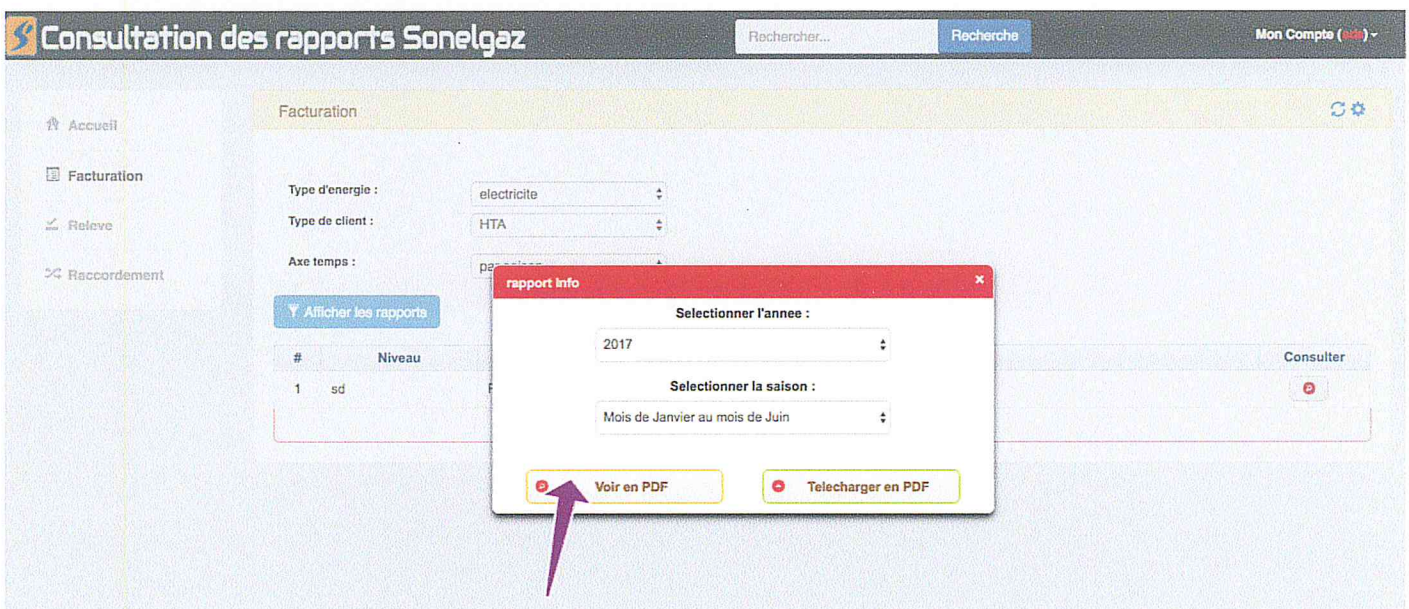 Consultation des rapports Sonelgaz
Rechercher...
Recherche
Mon Compte ( )
Accueil
Facturation
Releve
Raccordement
Facturation
Type d'energie :
electricite
Type de client :
HTA
Axe temps :
Afficher les rapports
# Niveau Consulter
1 sd
rapport info ×
Selectionner l'annee :
2017
Selectionner la saison :
Mois de Janvier au mois de Juin
Voir en PDF
Telecharger en PDF